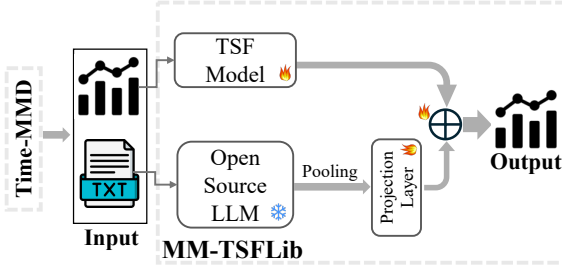 Time-MMD
TXT
Input
TSF
Model
Open
Source
LLM
Pooling
Projection
Layer
Output
MM-TSFLib